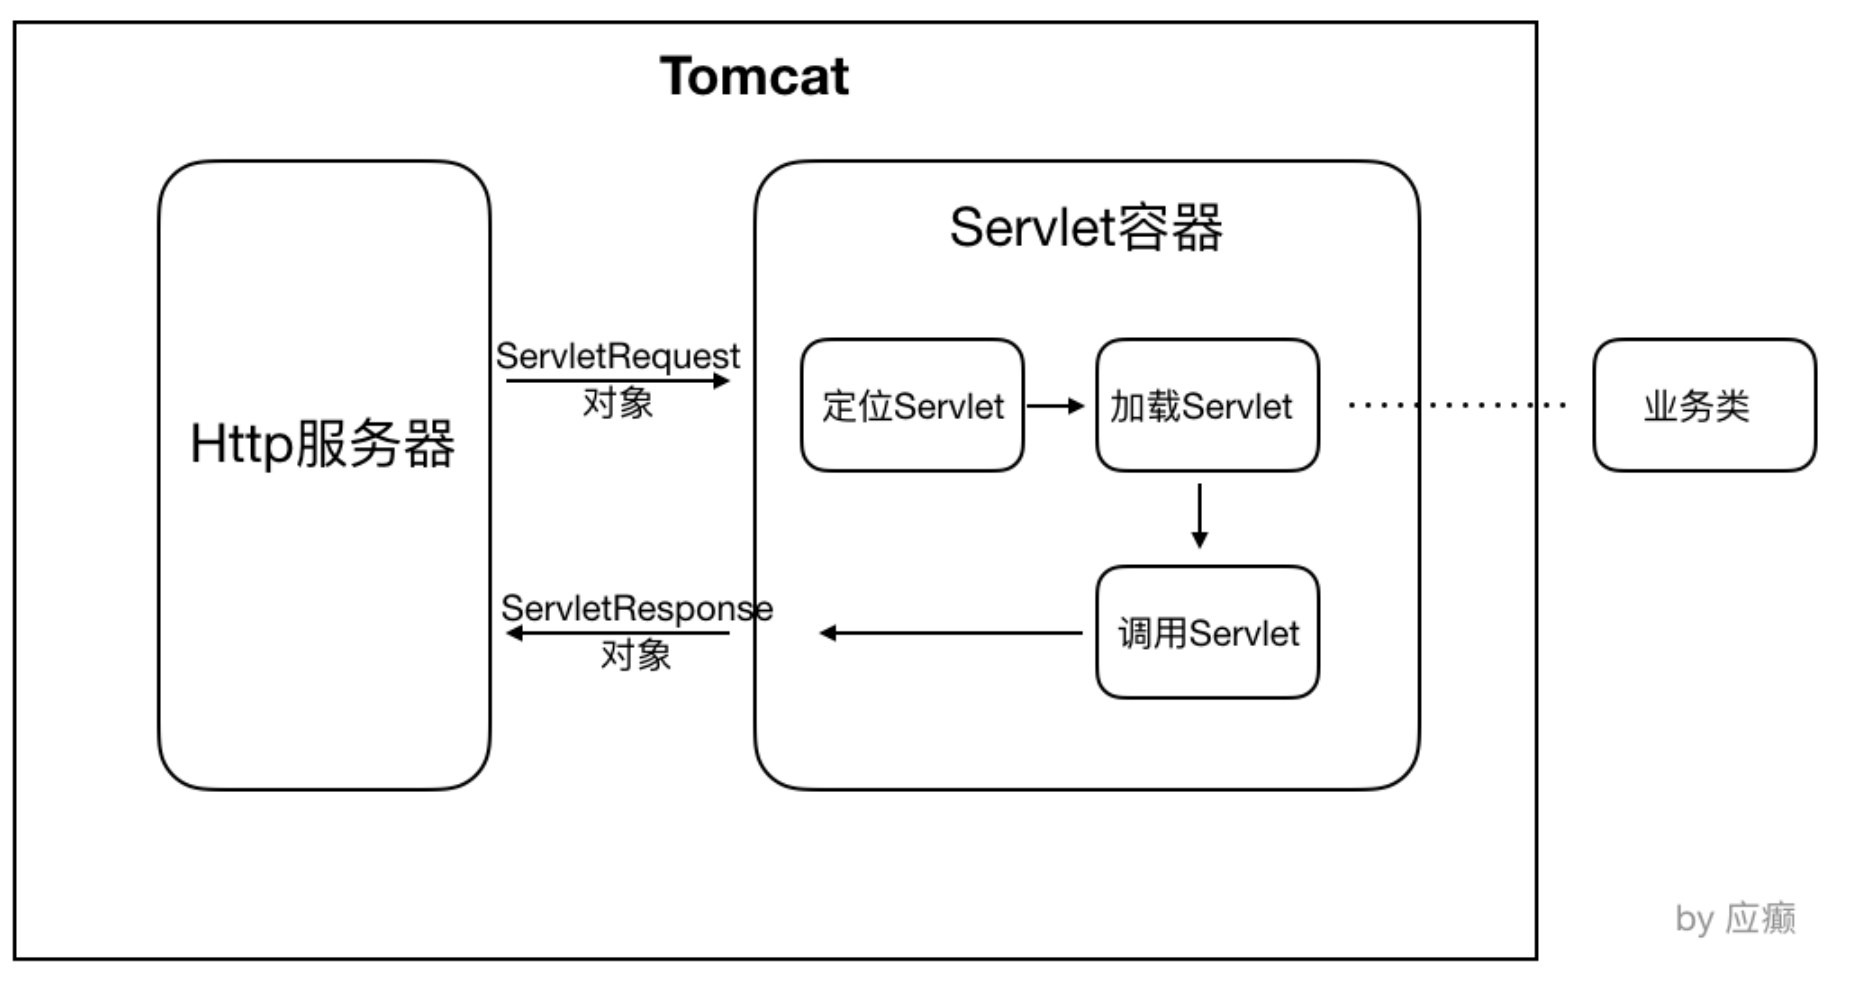 Tomcat
Servlet容器
Http服务器
ServletRequest
对象
定位Servlet
加载Servlet
业务类
ServletResponse
对象
调用Servlet
by 应癫